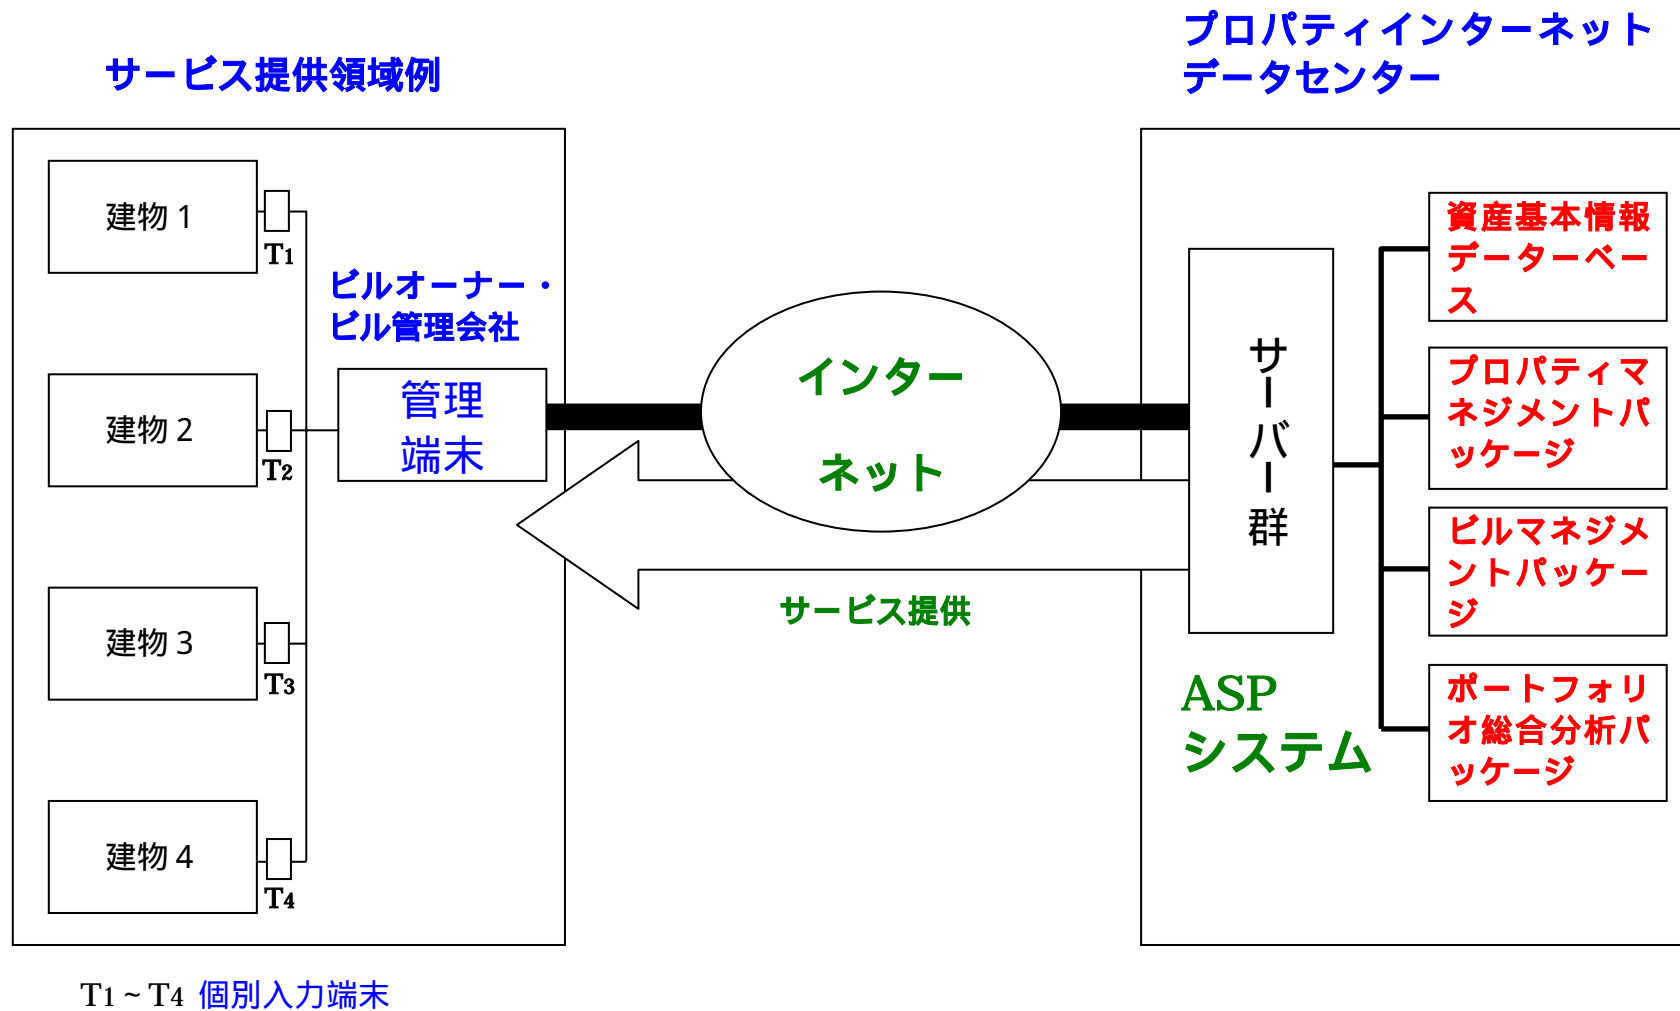 サービス提供領域例
プロパティインターネット
データセンター
建物 1
T1
ビルオーナー・
ビル管理会社
管理
端末
建物 2
T2
建物 3
T3
建物 4
T4
インター
ネット
サービス提供
サーバー群
ASP
システム
資産基本情報
データーベー
ス
プロパティマ
ネジメントパ
ッケージ
ビルマネジメ
ントパッケー
ジ
ポートフォリ
オ総合分析パ
ッケージ
T1 ~ T4 個別入力端末